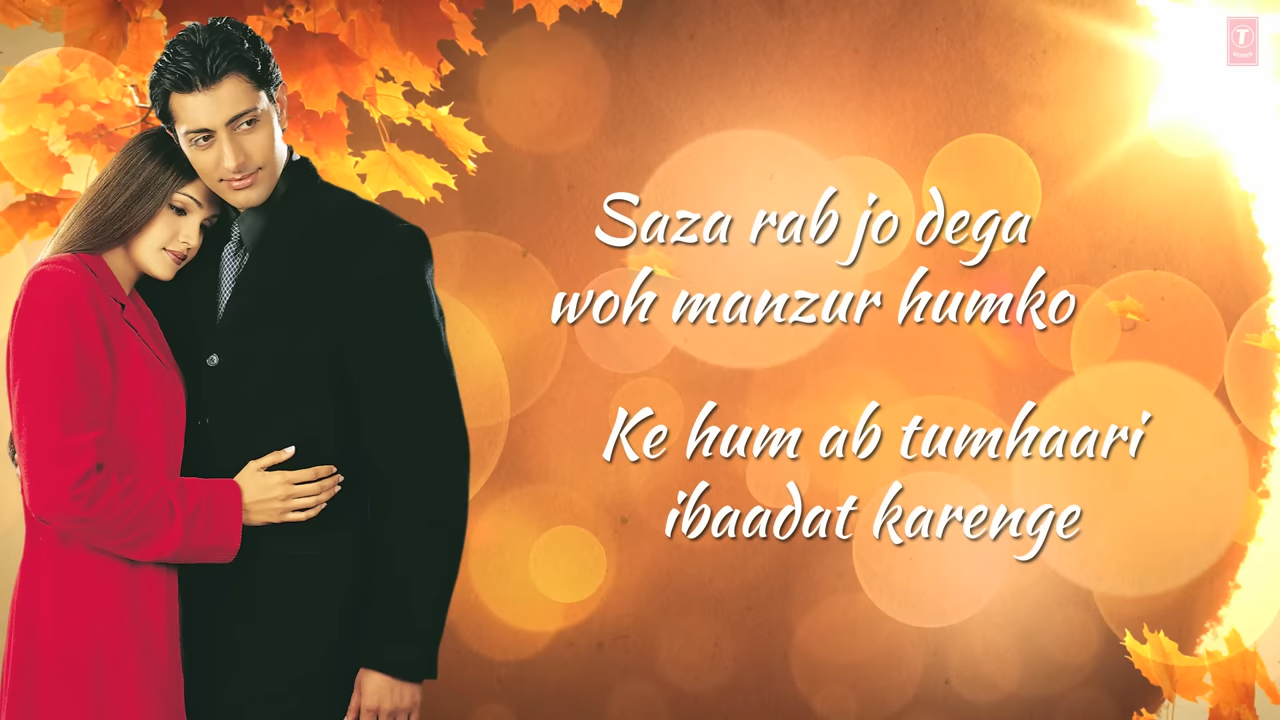 Saza rab jo dega
woh manzur humko
Ke hum ab tumhaari
ibaadat karenge